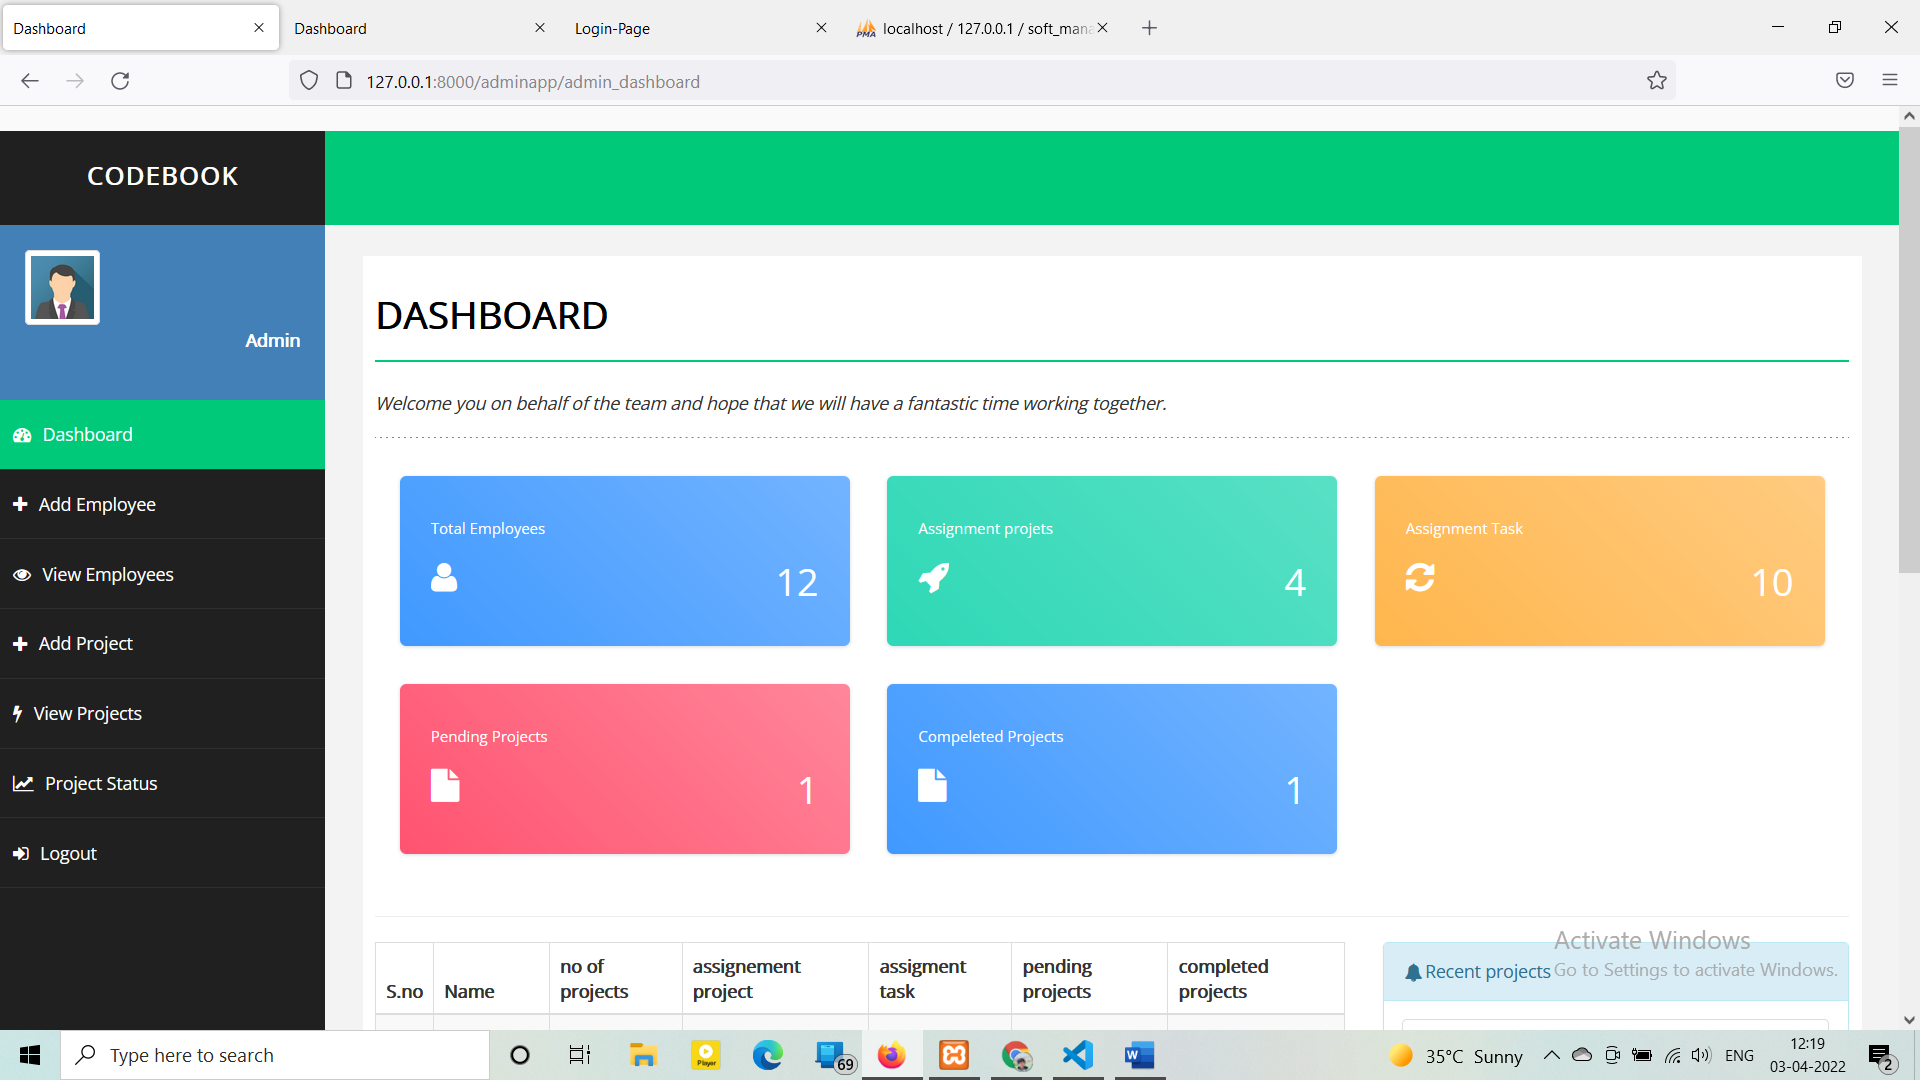 Dashboard
Dashboard
Login-Page
PMA localhost / 127.0.0.1 / soft_mana
127.0.0.1:8000/adminapp/admin_dashboard
CODEBOOK
Admin
Dashboard
Add Employee
View Employees
Add Project
View Projects
Project Status
Logout
DASHBOARD
Welcome you on behalf of the team and hope that we will have a fantastic time working together.
Total Employees
12
Assignment projets
4
Assignment Task
10
Pending Projects
1
Compeleted Projects
1
S.no
Name
no of
projects
assignement
project
assigment
task
pending
projects
completed
projects
Recent projects
Activate Windows
Go to Settings to activate Windows.
Type here to search
Player
69
W
35°C Sunny
ENG
12:19
03-04-2022
2